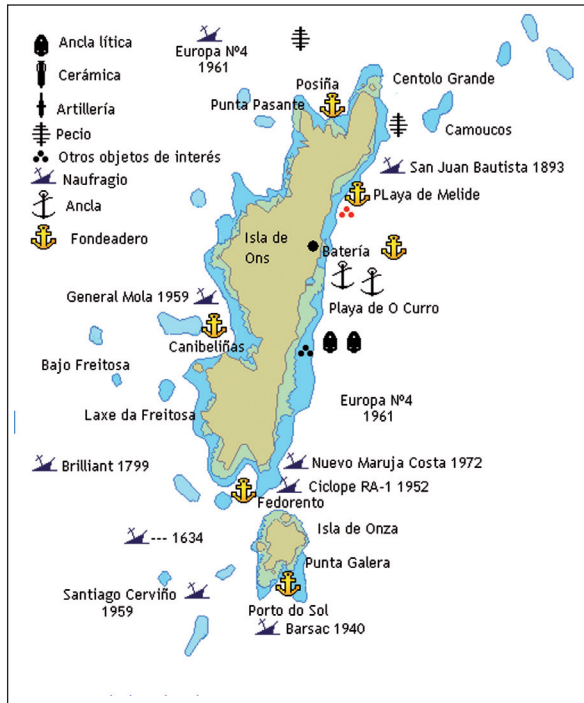 Ancla lítica
Cerámica
Artillería
Pecio
Otros objetos de interés
Naufragio
Ancla
Fondeadero
Europa Nº4
1961
Posiña
Punta Pasante
Centolo Grande
Camoucos
San Juan Bautista 1893
PLaya de Melide
Isla de
Ons
Batería
General Mola 1959
Playa de O Curro
Canibeliñas
Bajo Freitosa
Laxe da Freitosa
Europa Nº4
1961
Brilliant 1799
Nuevo Maruja Costa 1972
Ciclope RA-1 1952
Fedorento
--- 1634
Isla de Onza
Punta Galera
Santiago Cerviño
1959
Porto do Sol
Barsac 1940